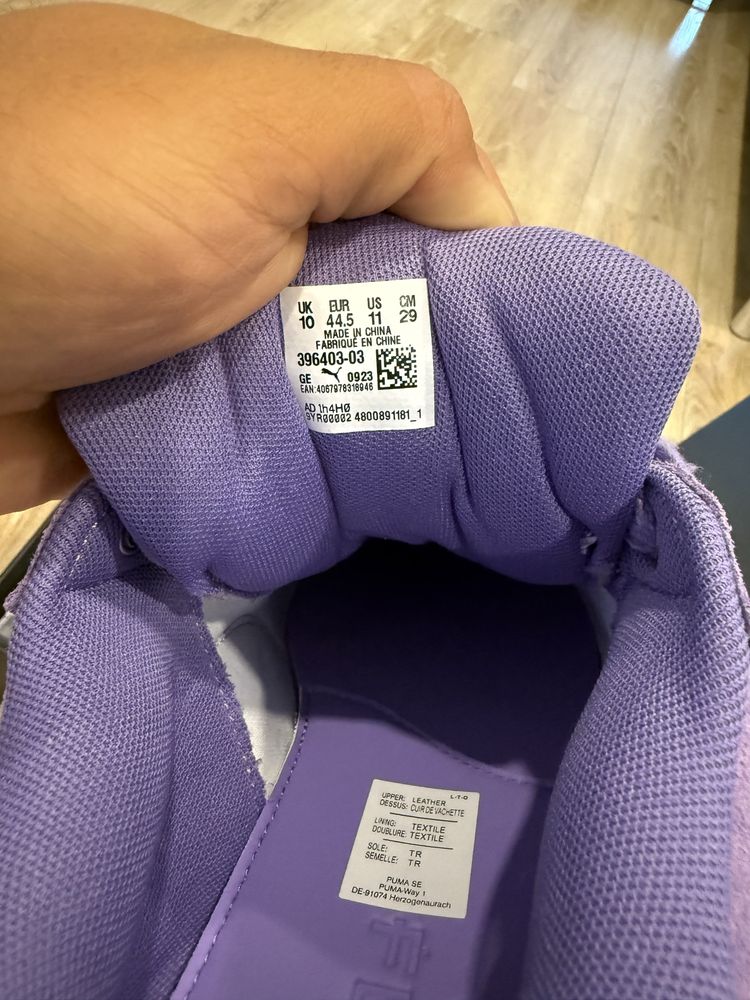 UK EUR US CM
10 44.5 11 29
MADE IN CHINA
FABRIQUÉ EN CHINE
396403-03
GE 0923
EAN:4067978318946
AD 1h4H0
YR00002 4800891181_1
UPPER: LEATHER L-T-O
DESSUS: CUIR DE VACHETTE
LINING: TEXTILE
DOUBLURE: TEXTILE
SOLE: TR
SEMELLE: TR
PUMA SE
PUMA-Way 1
DE-91074 Herzogenaurach